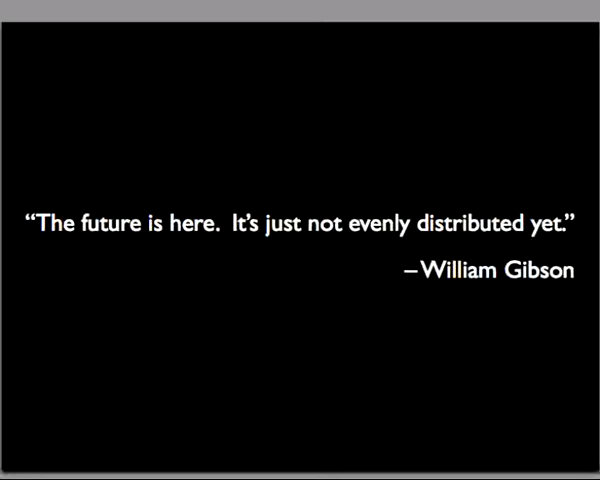 “The future is here.  It’s just not evenly distributed yet.”
– William Gibson